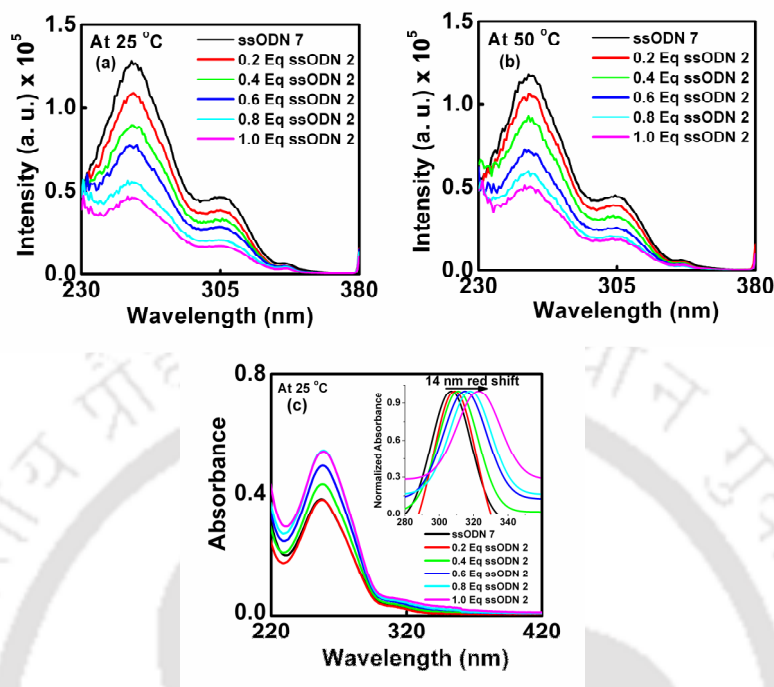 At 25 °C
(a)
ssODN 7
0.2 Eq ssODN 2
0.4 Eq ssODN 2
0.6 Eq ssODN 2
0.8 Eq ssODN 2
1.0 Eq ssODN 2
1.5
1.0
0.5
0.0
Intensity (a. u.) x 10⁵
230 305 380
Wavelength (nm)
At 50 °C
(b)
ssODN 7
0.2 Eq ssODN 2
0.4 Eq ssODN 2
0.6 Eq ssODN 2
0.8 Eq ssODN 2
1.0 Eq ssODN 2
1.5
1.0
0.5
0.0
Intensity (a. u.) x 10⁵
230 305 380
Wavelength (nm)
At 25 °C
(c)
0.8
0.4
0.0
Absorbance
220 320 420
Wavelength (nm)
14 nm red shift
Normalized Absorbance
0.9
0.6
0.3
0.0
280 300 320 340
ssODN 7
0.2 Eq ssODN 2
0.4 Eq ssODN 2
0.6 Eq ssODN 2
0.8 Eq ssODN 2
1.0 Eq ssODN 2